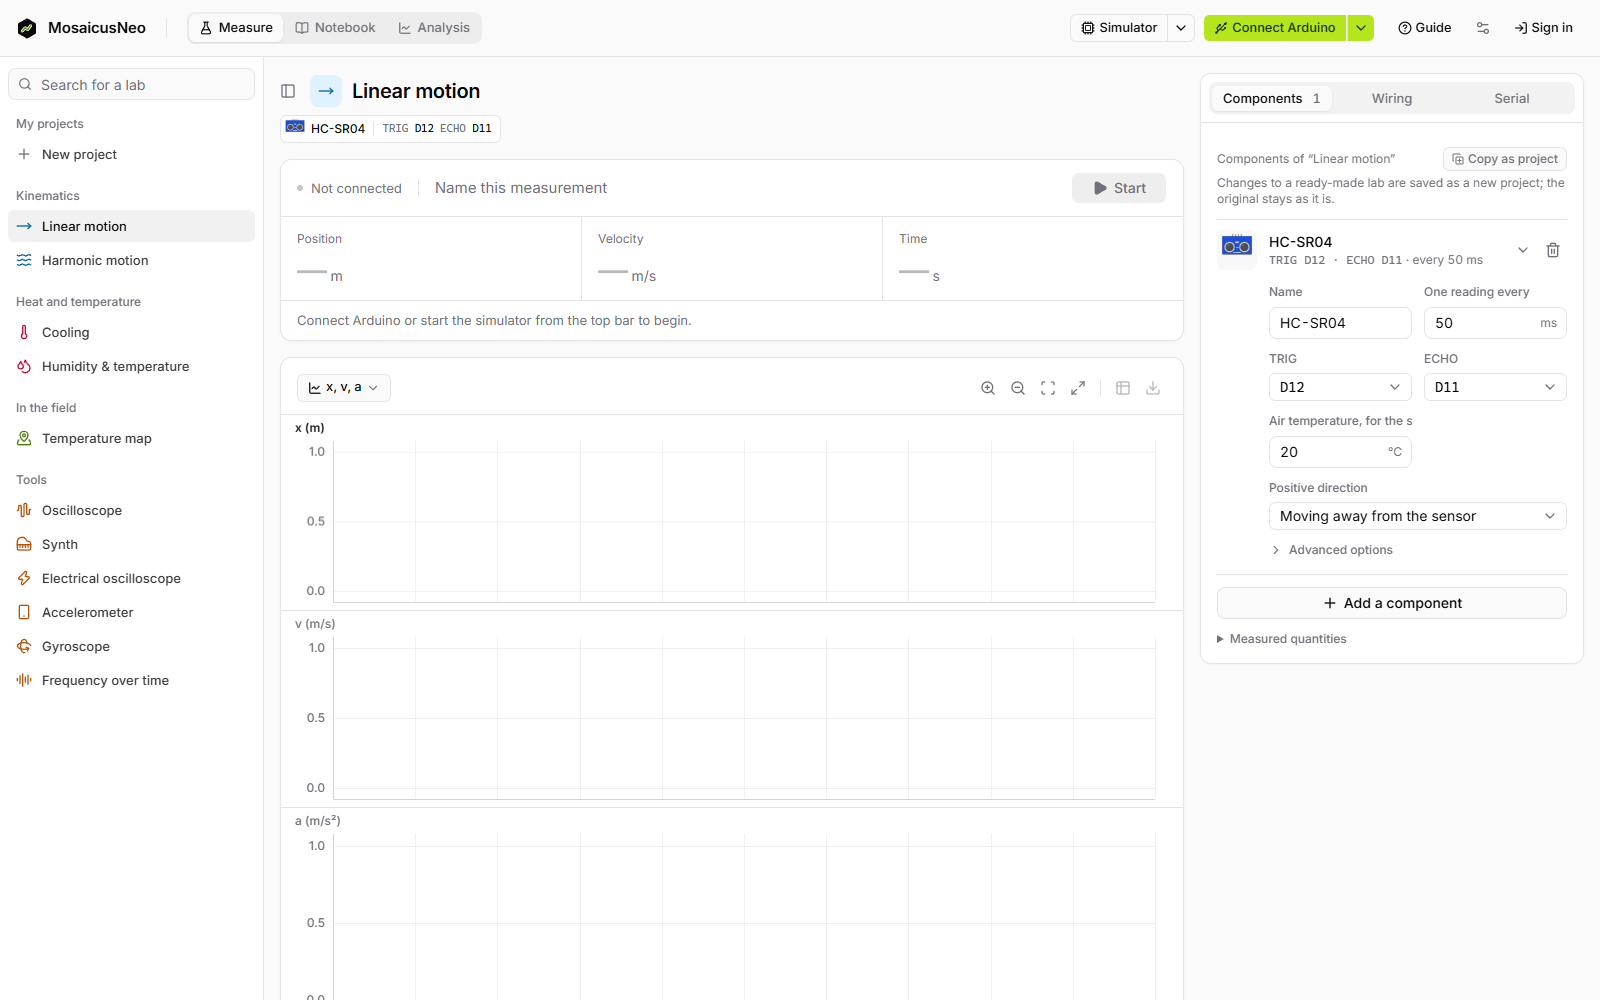 MosaicusNeo
Measure
Notebook
Analysis
Simulator
Connect Arduino
Guide
Sign in
Search for a lab
My projects
New project
Kinematics
Linear motion
Harmonic motion
Heat and temperature
Cooling
Humidity & temperature
In the field
Temperature map
Tools
Oscilloscope
Synth
Electrical oscilloscope
Accelerometer
Gyroscope
Frequency over time
Linear motion
HC-SR04 TRIG D12 ECHO D11
Not connected
Name this measurement
Start
Position
— m
Velocity
— m/s
Time
— s
Connect Arduino or start the simulator from the top bar to begin.
x, v, a
x (m)
1.0
0.5
0.0
v (m/s)
1.0
0.5
0.0
a (m/s²)
1.0
0.5
0.0
Components 1
Wiring
Serial
Components of “Linear motion”
Copy as project
Changes to a ready-made lab are saved as a new project; the
original stays as it is.
HC-SR04
TRIG D12 · ECHO D11 · every 50 ms
Name
HC-SR04
One reading every
50 ms
TRIG
D12
ECHO
D11
Air temperature, for the s
20 °C
Positive direction
Moving away from the sensor
Advanced options
Add a component
Measured quantities